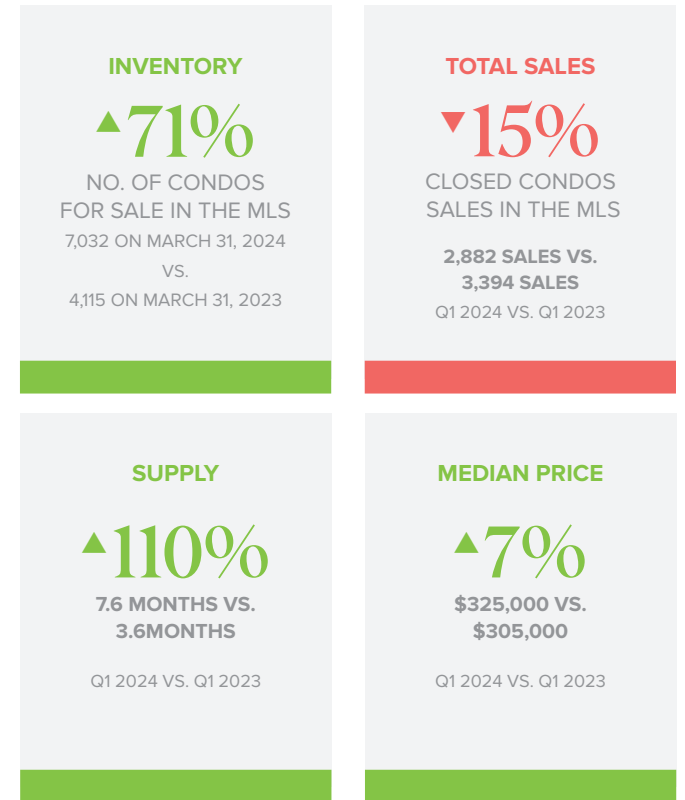 INVENTORY
▲71%
NO. OF CONDOS
FOR SALE IN THE MLS
7,032 ON MARCH 31, 2024
VS.
4,115 ON MARCH 31, 2023
TOTAL SALES
▼15%
CLOSED CONDOS
SALES IN THE MLS
2,882 SALES VS.
3,394 SALES
Q1 2024 VS. Q1 2023
SUPPLY
▲110%
7.6 MONTHS VS.
3.6MONTHS
Q1 2024 VS. Q1 2023
MEDIAN PRICE
▲7%
$325,000 VS.
$305,000
Q1 2024 VS. Q1 2023